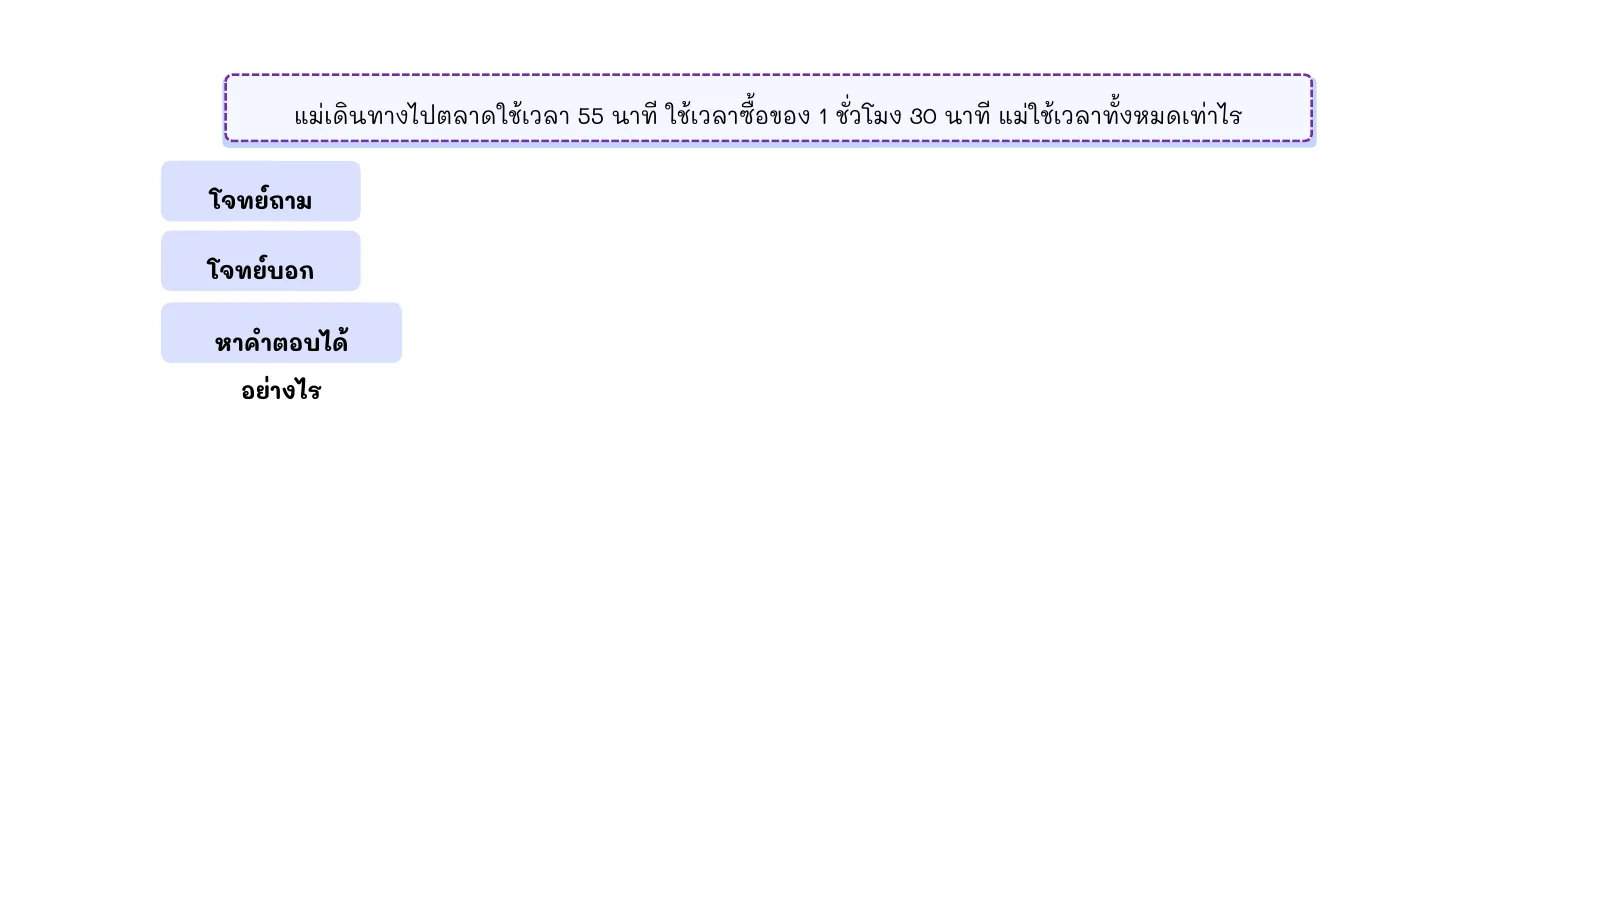 แม่เดินทางไปตลาดใช้เวลา 55 นาที ใช้เวลาซื้อของ 1 ชั่วโมง 30 นาที แม่ใช้เวลาทั้งหมดเท่าไร
โจทย์ถาม
โจทย์บอก
หาคำตอบได้
อย่างไร